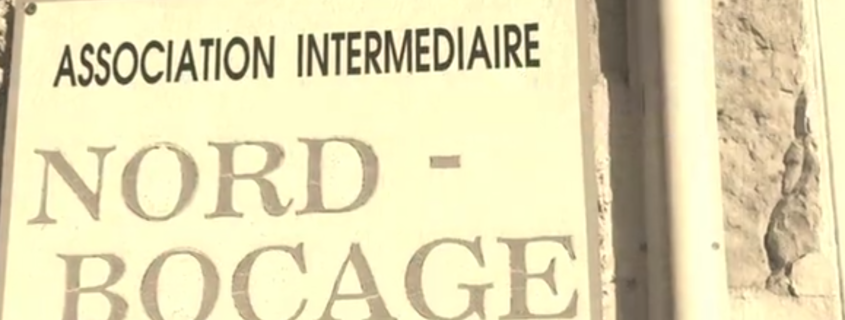 ASSOCIATION INTERMEDIAIRE
NORD -
BOCAGE